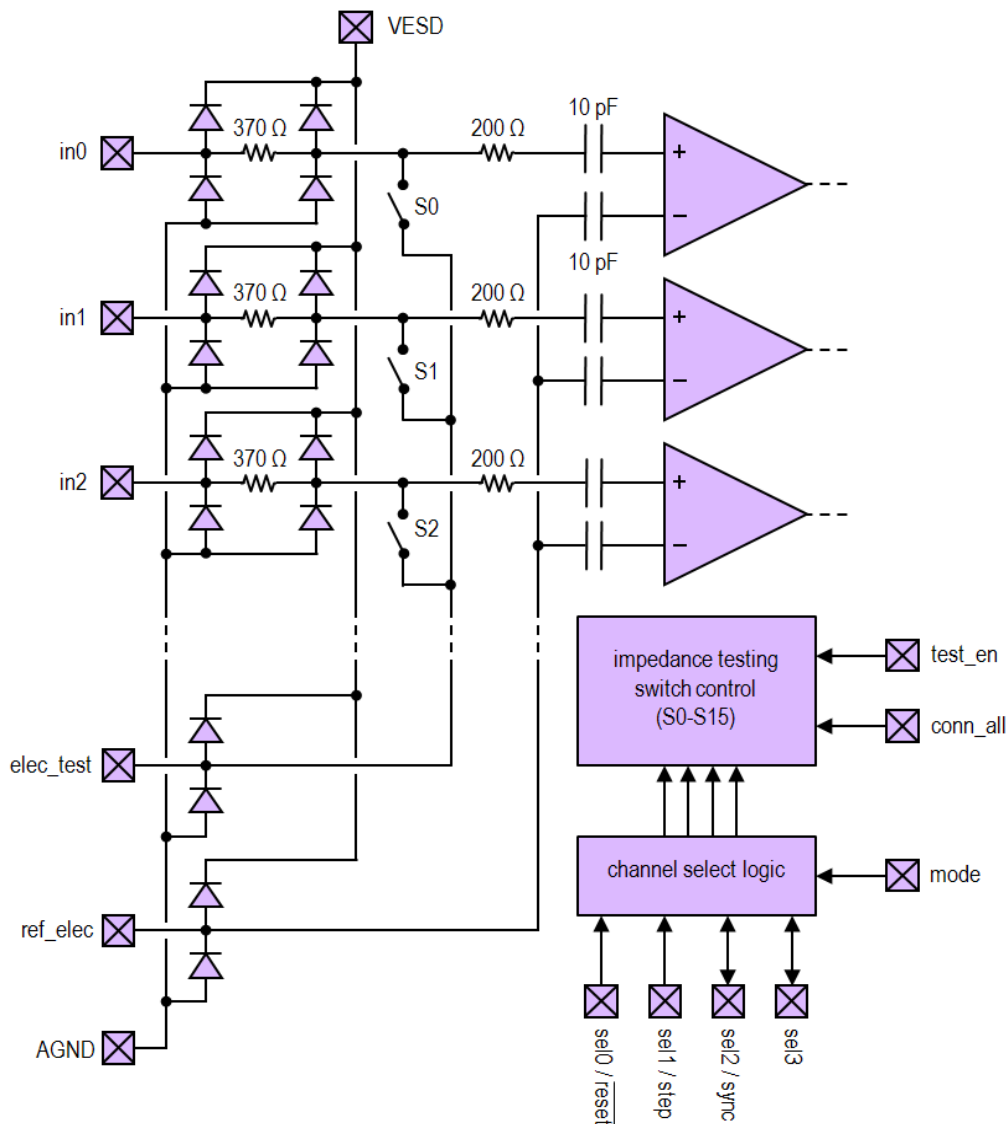 VESD
10 pF
370 Ω
200 Ω
in0
+
S0
−
10 pF
370 Ω
200 Ω
in1
+
S1
−
370 Ω
200 Ω
in2
+
S2
−
impedance testing
switch control
(S0-S15)
test_en
conn_all
elec_test
channel select logic
mode
ref_elec
AGND
sel0 / reset
sel1 / step
sel2 / sync
sel3